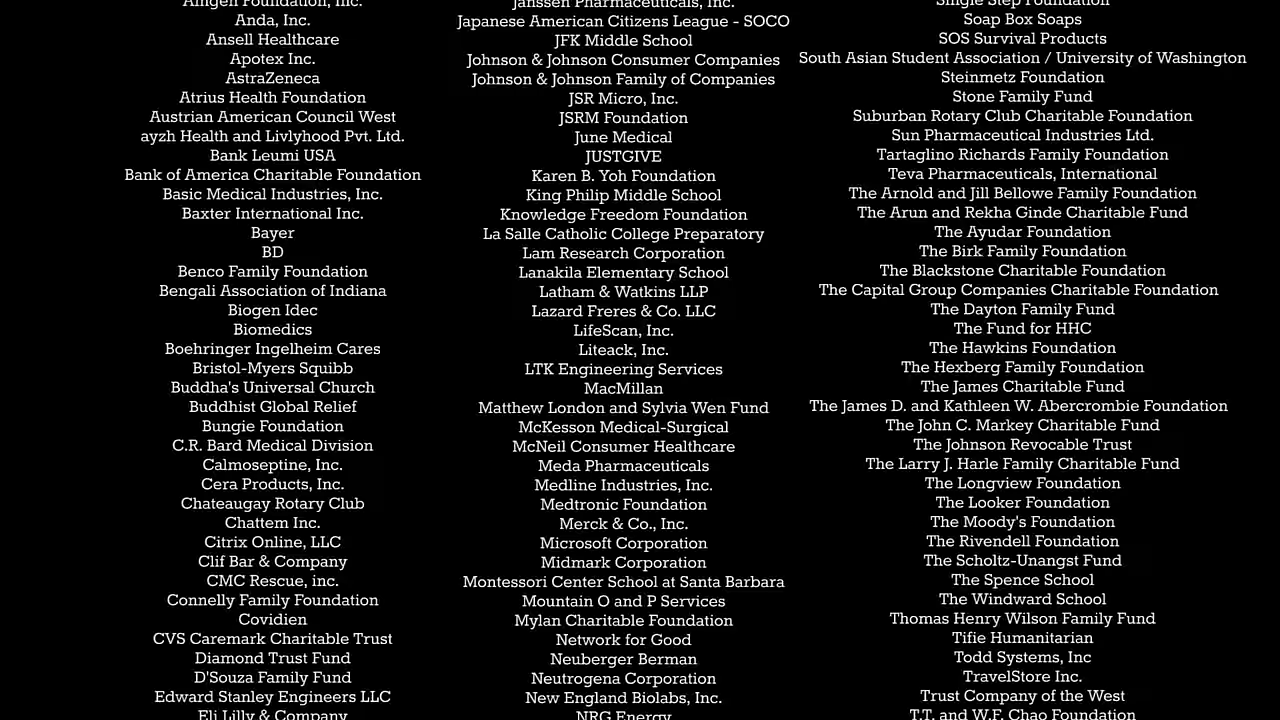 Amgen Foundation, Inc.
Anda, Inc.
Ansell Healthcare
Apotex Inc.
AstraZeneca
Atrius Health Foundation
Austrian American Council West
ayzh Health and Livlyhood Pvt. Ltd.
Bank Leumi USA
Bank of America Charitable Foundation
Basic Medical Industries, Inc.
Baxter International Inc.
Bayer
BD
Benco Family Foundation
Bengali Association of Indiana
Biogen Idec
Biomedics
Boehringer Ingelheim Cares
Bristol-Myers Squibb
Buddha's Universal Church
Buddhist Global Relief
Bungie Foundation
C.R. Bard Medical Division
Calmoseptine, Inc.
Cera Products, Inc.
Chateaugay Rotary Club
Chattem Inc.
Citrix Online, LLC
Clif Bar & Company
CMC Rescue, inc.
Connelly Family Foundation
Covidien
CVS Caremark Charitable Trust
Diamond Trust Fund
D'Souza Family Fund
Edward Stanley Engineers LLC
Eli Lilly & Company
Janssen Pharmaceuticals, Inc.
Japanese American Citizens League - SOCO
JFK Middle School
Johnson & Johnson Consumer Companies
Johnson & Johnson Family of Companies
JSR Micro, Inc.
JSRM Foundation
June Medical
JUSTGIVE
Karen B. Yoh Foundation
King Philip Middle School
Knowledge Freedom Foundation
La Salle Catholic College Preparatory
Lam Research Corporation
Lanakila Elementary School
Latham & Watkins LLP
Lazard Freres & Co. LLC
LifeScan, Inc.
Liteack, Inc.
LTK Engineering Services
MacMillan
Matthew London and Sylvia Wen Fund
McKesson Medical-Surgical
McNeil Consumer Healthcare
Meda Pharmaceuticals
Medline Industries, Inc.
Medtronic Foundation
Merck & Co., Inc.
Microsoft Corporation
Midmark Corporation
Montessori Center School at Santa Barbara
Mountain O and P Services
Mylan Charitable Foundation
Network for Good
Neuberger Berman
Neutrogena Corporation
New England Biolabs, Inc.
NRG Energy
Single Step Foundation
Soap Box Soaps
SOS Survival Products
South Asian Student Association / University of Washington
Steinmetz Foundation
Stone Family Fund
Suburban Rotary Club Charitable Foundation
Sun Pharmaceutical Industries Ltd.
Tartaglino Richards Family Foundation
Teva Pharmaceuticals, International
The Arnold and Jill Bellowe Family Foundation
The Arun and Rekha Ginde Charitable Fund
The Ayudar Foundation
The Birk Family Foundation
The Blackstone Charitable Foundation
The Capital Group Companies Charitable Foundation
The Dayton Family Fund
The Fund for HHC
The Hawkins Foundation
The Hexberg Family Foundation
The James Charitable Fund
The James D. and Kathleen W. Abercrombie Foundation
The John C. Markey Charitable Fund
The Johnson Revocable Trust
The Larry J. Harle Family Charitable Fund
The Longview Foundation
The Looker Foundation
The Moody's Foundation
The Rivendell Foundation
The Scholtz-Unangst Fund
The Spence School
The Windward School
Thomas Henry Wilson Family Fund
Tifie Humanitarian
Todd Systems, Inc
TravelStore Inc.
Trust Company of the West
T.T. and W.F. Chao Foundation